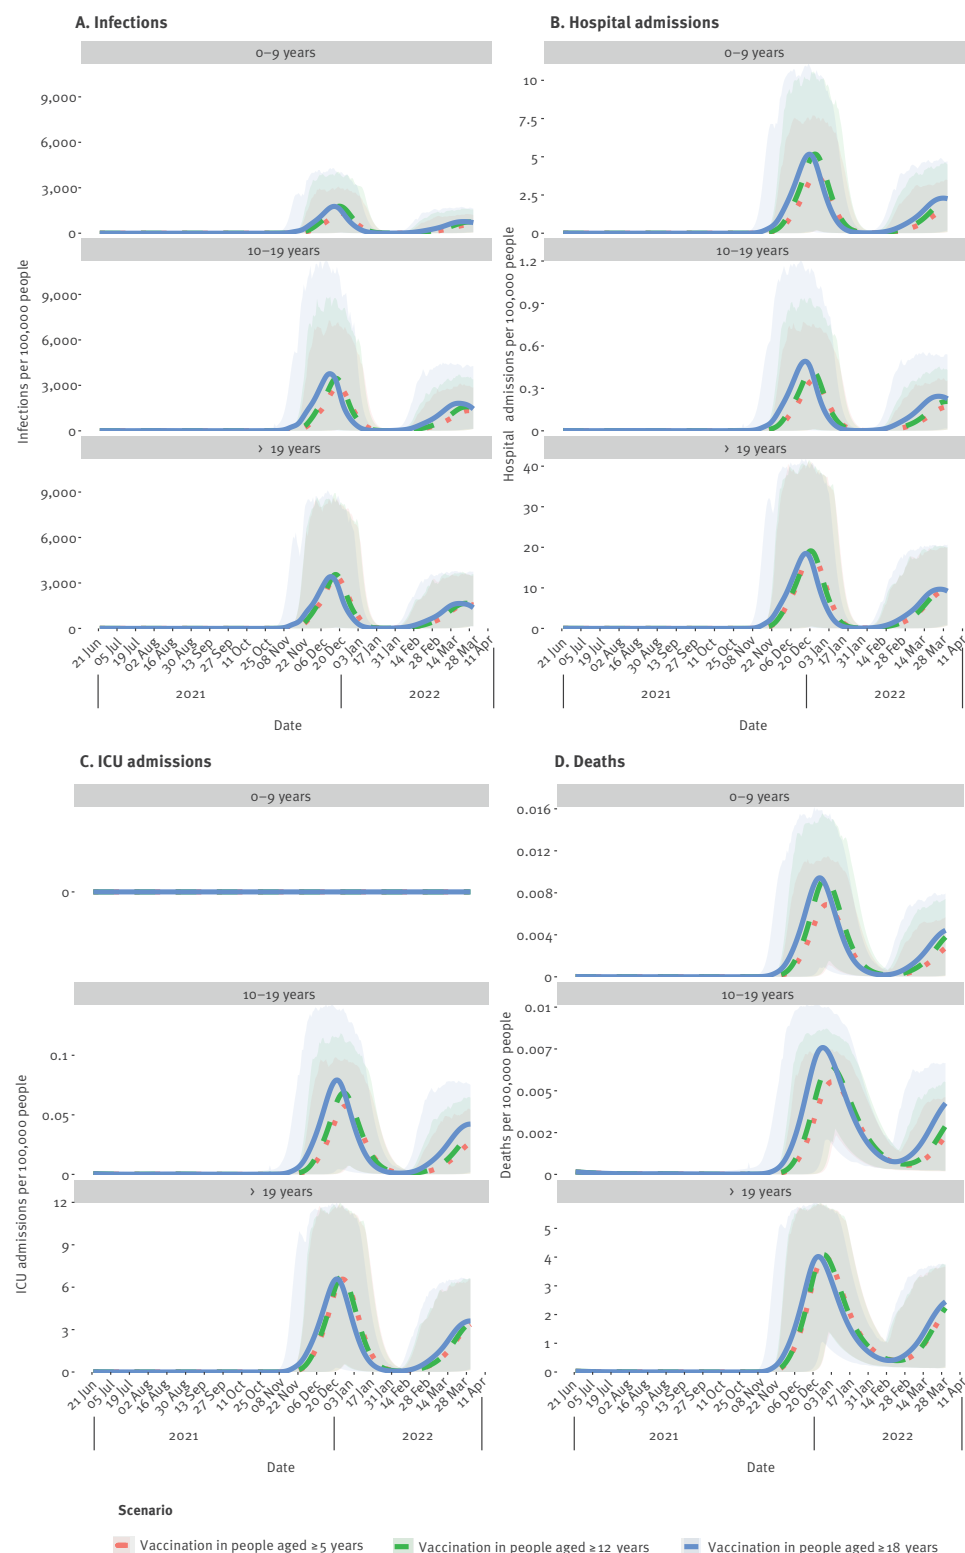 A. Infections
0–9 years
9,000
6,000
3,000
0
10–19 years
9,000
6,000
3,000
0
> 19 years
9,000
6,000
3,000
0
Infections per 100,000 people
21 Jun
05 Jul
19 Jul
02 Aug
16 Aug
30 Aug
13 Sep
27 Sep
11 Oct
25 Oct
08 Nov
22 Nov
06 Dec
20 Dec
03 Jan
17 Jan
31 Jan
14 Feb
28 Feb
14 Mar
28 Mar
11 Apr
2021
2022
Date
B. Hospital admissions
0–9 years
10
7.5
5
2.5
0
10–19 years
1.2
0.9
0.6
0.3
0
> 19 years
40
30
20
10
0
Hospital admissions per 100,000 people
21 Jun
05 Jul
19 Jul
02 Aug
16 Aug
30 Aug
13 Sep
27 Sep
11 Oct
25 Oct
08 Nov
22 Nov
06 Dec
20 Dec
03 Jan
17 Jan
31 Jan
14 Feb
28 Feb
14 Mar
28 Mar
11 Apr
2021
2022
Date
C. ICU admissions
0–9 years
0
10–19 years
0.1
0.05
0
> 19 years
12
9
6
3
0
ICU admissions per 100,000 people
21 Jun
05 Jul
19 Jul
02 Aug
16 Aug
30 Aug
13 Sep
27 Sep
11 Oct
25 Oct
08 Nov
22 Nov
06 Dec
20 Dec
03 Jan
17 Jan
31 Jan
14 Feb
28 Feb
14 Mar
28 Mar
11 Apr
2021
2022
Date
D. Deaths
0–9 years
0.016
0.012
0.008
0.004
0
10–19 years
0.01
0.007
0.005
0.002
0
> 19 years
5
4
3
2
1
0
Deaths per 100,000 people
21 Jun
05 Jul
19 Jul
02 Aug
16 Aug
30 Aug
13 Sep
27 Sep
11 Oct
25 Oct
08 Nov
22 Nov
06 Dec
20 Dec
03 Jan
17 Jan
31 Jan
14 Feb
28 Feb
14 Mar
28 Mar
11 Apr
2021
2022
Date
Scenario
Vaccination in people aged ≥5 years
Vaccination in people aged ≥12 years
Vaccination in people aged ≥18 years